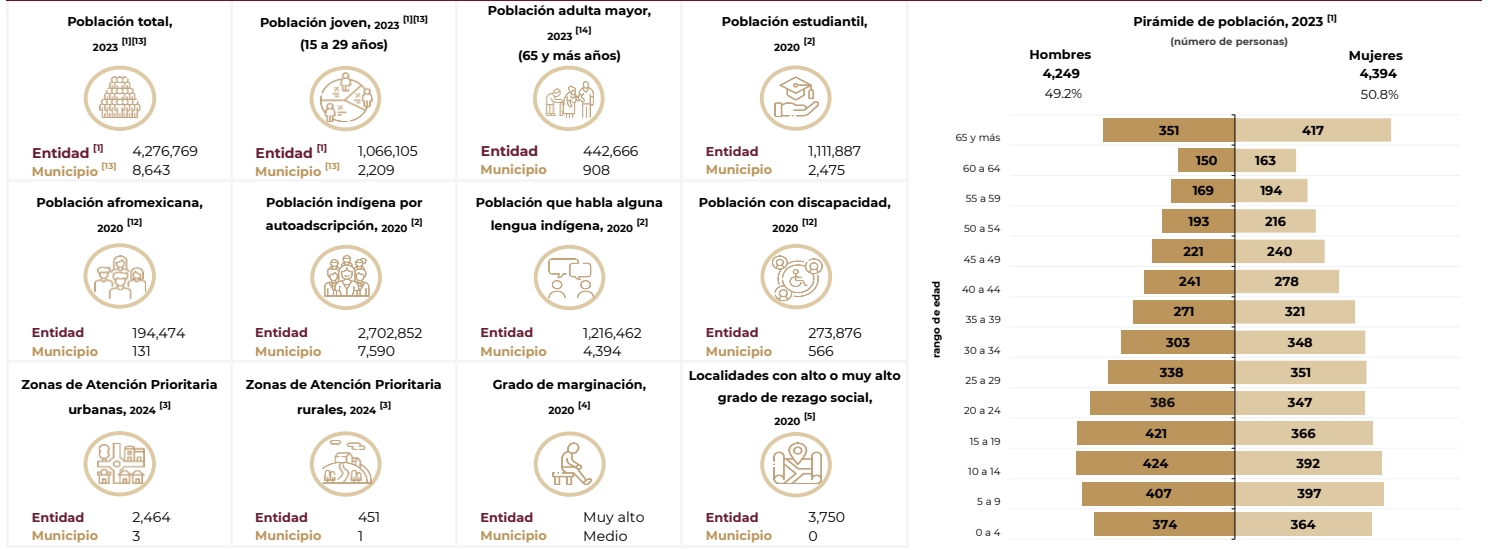 Población total,
2023 [1][13]
Entidad [1] 4,276,769
Municipio [13] 8,643
Población joven, 2023 [1][13]
(15 a 29 años)
Entidad [1] 1,066,105
Municipio [13] 2,209
Población adulta mayor,
2023 [14]
(65 y más años)
Entidad 442,666
Municipio 908
Población estudiantil,
2020 [2]
Entidad 1,111,887
Municipio 2,475
Población afromexicana,
2020 [12]
Entidad 194,474
Municipio 131
Población indígena por
autoadscripción, 2020 [2]
Entidad 2,702,852
Municipio 7,590
Población que habla alguna
lengua indígena, 2020 [2]
Entidad 1,216,462
Municipio 4,394
Población con discapacidad,
2020 [12]
Entidad 273,876
Municipio 566
Zonas de Atención Prioritaria
urbanas, 2024 [3]
Entidad 2,464
Municipio 3
Zonas de Atención Prioritaria
rurales, 2024 [3]
Entidad 451
Municipio 1
Grado de marginación,
2020 [4]
Entidad Muy alto
Municipio Medio
Localidades con alto o muy alto
grado de rezago social,
2020 [5]
Entidad 3,750
Municipio 0
Pirámide de población, 2023 [1]
(número de personas)
Hombres Mujeres
4,249 4,394
49.2% 50.8%
rango de edad
65 y más 351 417
60 a 64 150 163
55 a 59 169 194
50 a 54 193 216
45 a 49 221 240
40 a 44 241 278
35 a 39 271 321
30 a 34 303 348
25 a 29 338 351
20 a 24 386 347
15 a 19 421 366
10 a 14 424 392
5 a 9 407 397
0 a 4 374 364